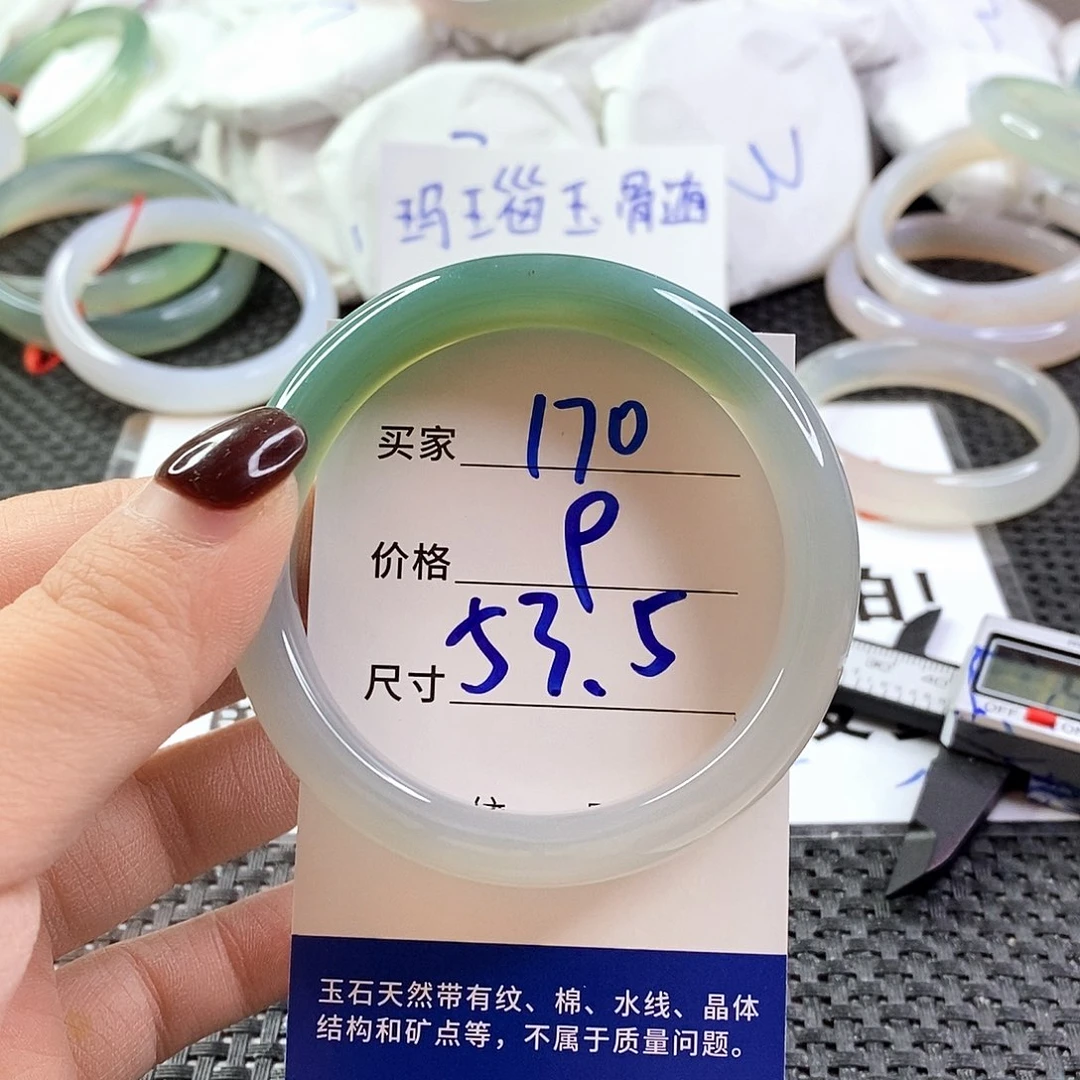 玛瑙玉骨髓
买家 170
价格 P
尺寸 53.5
OFF
玉石天然带有纹、棉、水线、晶体
结构和矿点等，不属于质量问题。